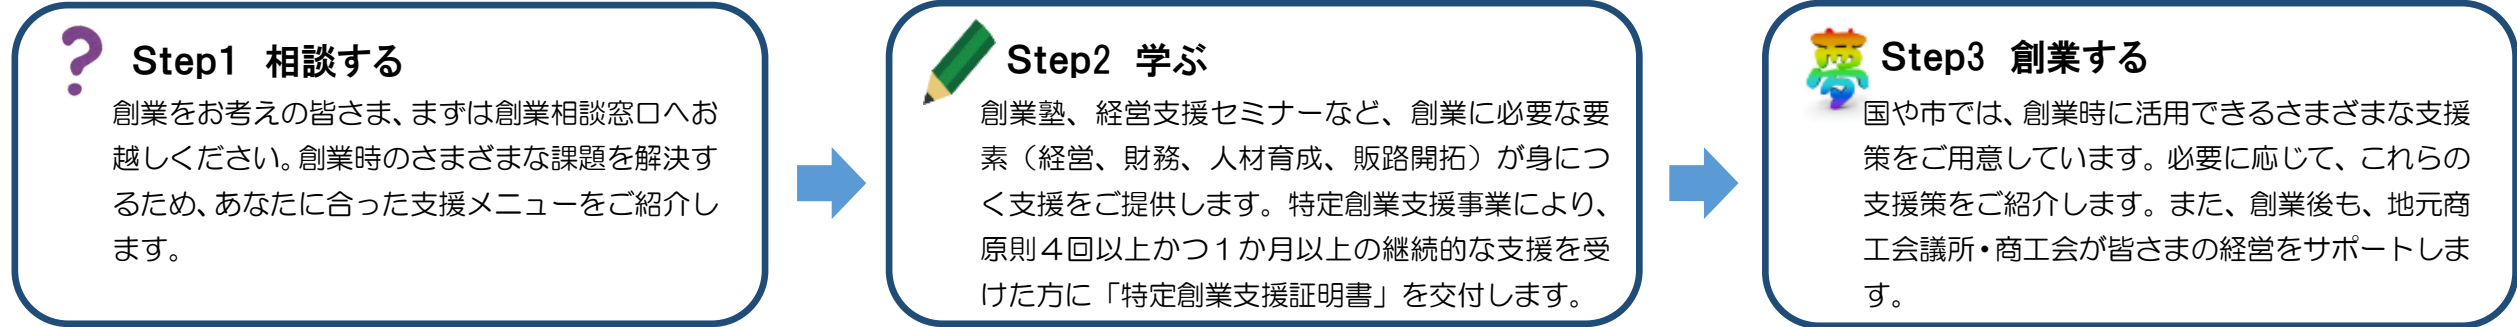 ? Step1 相談する
創業をお考えの皆さま、まずは創業相談窓口へお
越しください。創業時のさまざまな課題を解決す
るため、あなたに合った支援メニューをご紹介し
ます。
Step2 学ぶ
創業塾、経営支援セミナーなど、創業に必要な要
素（経営、財務、人材育成、販路開拓）が身につ
く支援をご提供します。特定創業支援事業により、
原則４回以上かつ１か月以上の継続的な支援を受
けた方に「特定創業支援証明書」を交付します。
夢 Step3 創業する
国や市では、創業時に活用できるさまざまな支援
策をご用意しています。必要に応じて、これらの
支援策をご紹介します。また、創業後も、地元商
工会議所・商工会が皆さまの経営をサポートしま
す。